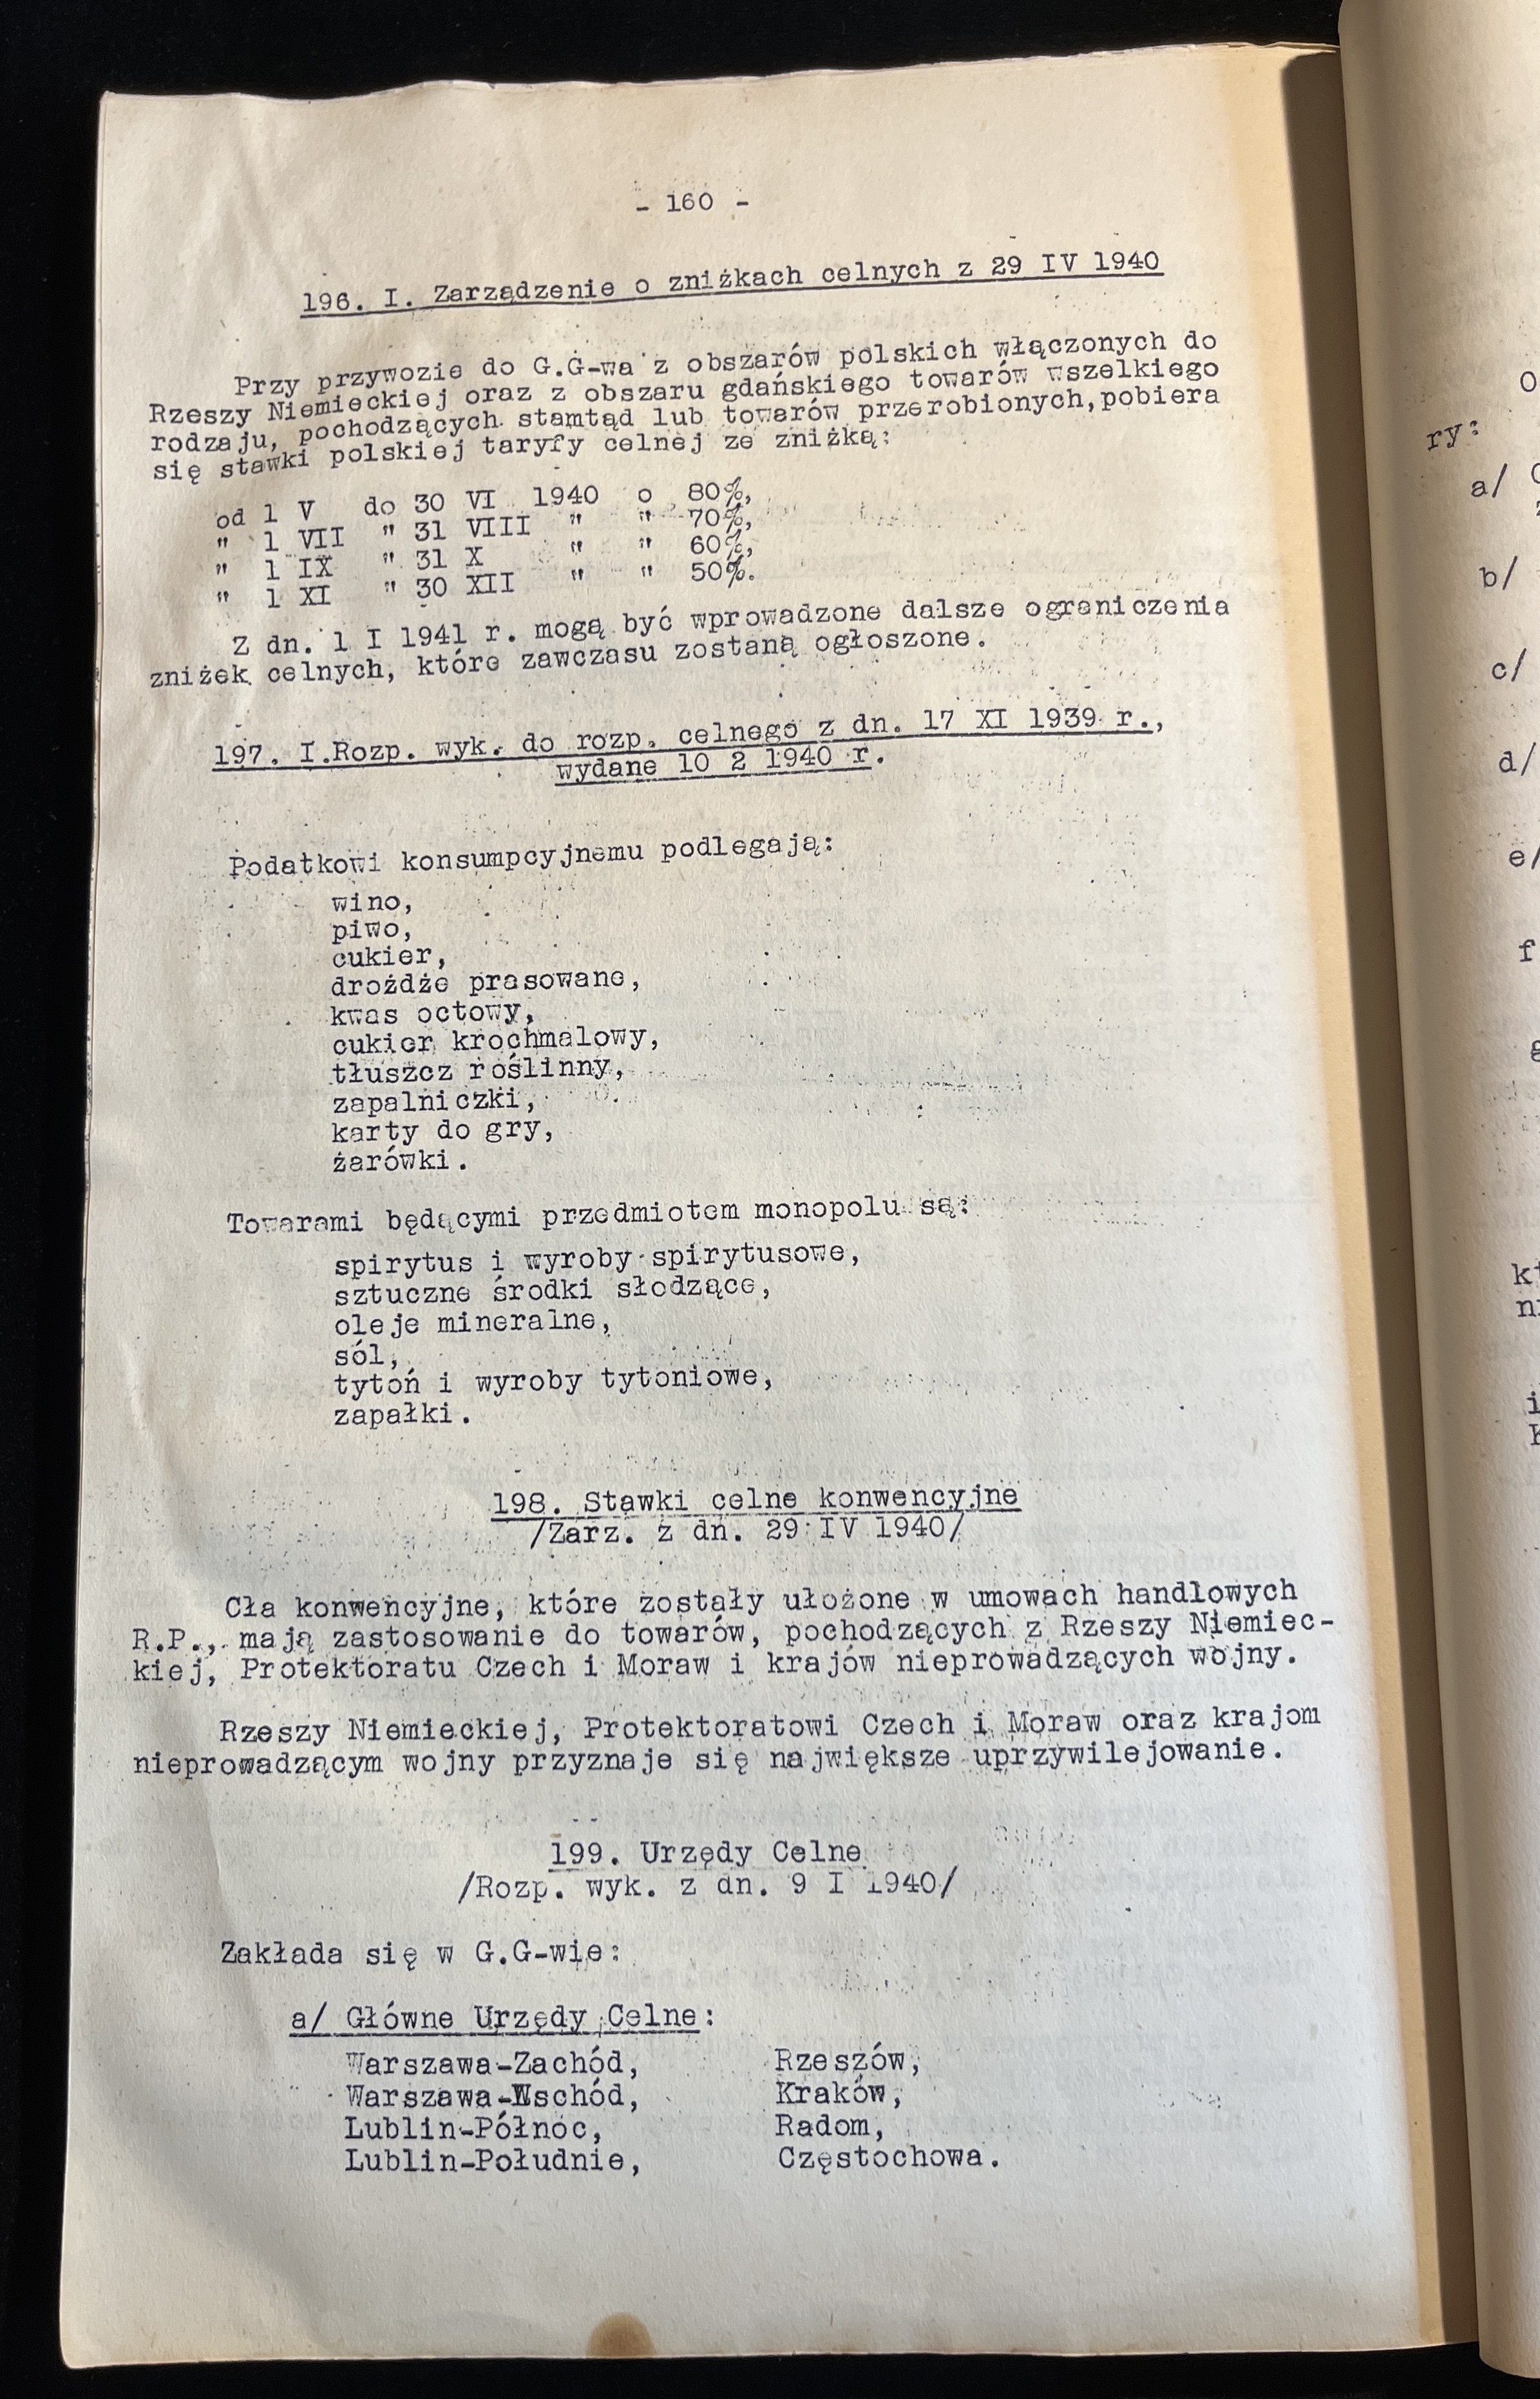 - 160 -
196. I. Zarządzenie o zniżkach celnych z 29 IV 1940
Przy przywozie do G.G-wa z obszarów polskich włączonych do
Rzeszy Niemieckiej oraz z obszaru gdańskiego towarów wszelkiego
rodzaju, pochodzących stamtąd lub towarów przerobionych, pobiera
się stawki polskiej taryfy celnej ze zniżką:
od 1 V do 30 VI 1940 o 80%,
" 1 VII " 31 VIII " " 70%,
" 1 IX " 31 X " " 60%,
" 1 XI " 30 XII " " 50%.
Z dn. 1 I 1941 r. mogą być wprowadzone dalsze ograniczenia
zniżek celnych, które zawczasu zostaną ogłoszone.
197. I.Rozp. wyk. do rozp. celnego z dn. 17 XI 1939 r.,
wydane 10 2 1940 r.
Podatkowi konsumpcyjnemu podlegają:
wino,
piwo,
cukier,
drożdże prasowane,
kwas octowy,
cukier krochmalowy,
tłuszcz roślinny,
zapalniczki,
karty do gry,
żarówki.
Towarami będącymi przedmiotem monopolu są:
spirytus i wyroby spirytusowe,
sztuczne środki słodzące,
oleje mineralne,
sól,
tytoń i wyroby tytoniowe,
zapałki.
198. Stawki celne konwencyjne
/Zarz. z dn. 29 IV 1940/
Cła konwencyjne, które zostały ułożone w umowach handlowych
R.P., mają zastosowanie do towarów, pochodzących z Rzeszy Niemiec-
kiej, Protektoratu Czech i Moraw i krajów nieprowadzących wojny.
Rzeszy Niemieckiej, Protektoratowi Czech i Moraw oraz krajom
nieprowadzącym wojny przyznaje się największe uprzywilejowanie.
199. Urzędy Celne
/Rozp. wyk. z dn. 9 I 1940/
Zakłada się w G.G-wie:
a/ Główne Urzędy Celne:
Warszawa-Zachód, Rzeszów,
Warszawa-Wschód, Kraków,
Lublin-Północ, Radom,
Lublin-Południe, Częstochowa.
ry:
a/
b/
c/
d/
e/
f